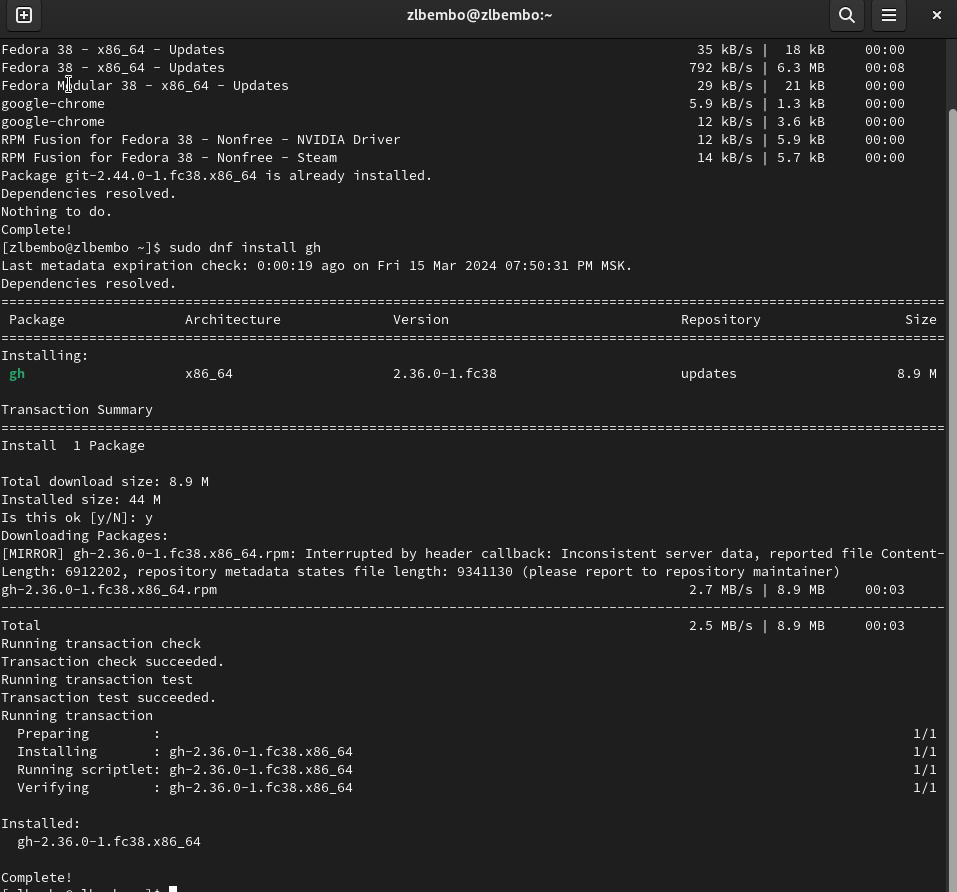 zlbembo@zlbembo:~
Fedora 38 - x86_64 - Updates 35 kB/s | 18 kB 00:00
Fedora 38 - x86_64 - Updates 792 kB/s | 6.3 MB 00:08
Fedora Modular 38 - x86_64 - Updates 29 kB/s | 21 kB 00:00
google-chrome 5.9 kB/s | 1.3 kB 00:00
google-chrome 12 kB/s | 3.6 kB 00:00
RPM Fusion for Fedora 38 - Nonfree - NVIDIA Driver 12 kB/s | 5.9 kB 00:00
RPM Fusion for Fedora 38 - Nonfree - Steam 14 kB/s | 5.7 kB 00:00
Package git-2.44.0-1.fc38.x86_64 is already installed.
Dependencies resolved.
Nothing to do.
Complete!
[zlbembo@zlbembo ~]$ sudo dnf install gh
Last metadata expiration check: 0:00:19 ago on Fri 15 Mar 2024 07:50:31 PM MSK.
Dependencies resolved.
================================================================================
Package Architecture Version Repository Size
================================================================================
Installing:
gh x86_64 2.36.0-1.fc38 updates 8.9 M
Transaction Summary
================================================================================
Install 1 Package
Total download size: 8.9 M
Installed size: 44 M
Is this ok [y/N]: y
Downloading Packages:
[MIRROR] gh-2.36.0-1.fc38.x86_64.rpm: Interrupted by header callback: Inconsistent server data, reported file Content-
Length: 6912202, repository metadata states file length: 9341130 (please report to repository maintainer)
gh-2.36.0-1.fc38.x86_64.rpm 2.7 MB/s | 8.9 MB 00:03
--------------------------------------------------------------------------------
Total 2.5 MB/s | 8.9 MB 00:03
Running transaction check
Transaction check succeeded.
Running transaction test
Transaction test succeeded.
Running transaction
Preparing : 1/1
Installing : gh-2.36.0-1.fc38.x86_64 1/1
Running scriptlet: gh-2.36.0-1.fc38.x86_64 1/1
Verifying : gh-2.36.0-1.fc38.x86_64 1/1
Installed:
gh-2.36.0-1.fc38.x86_64
Complete!